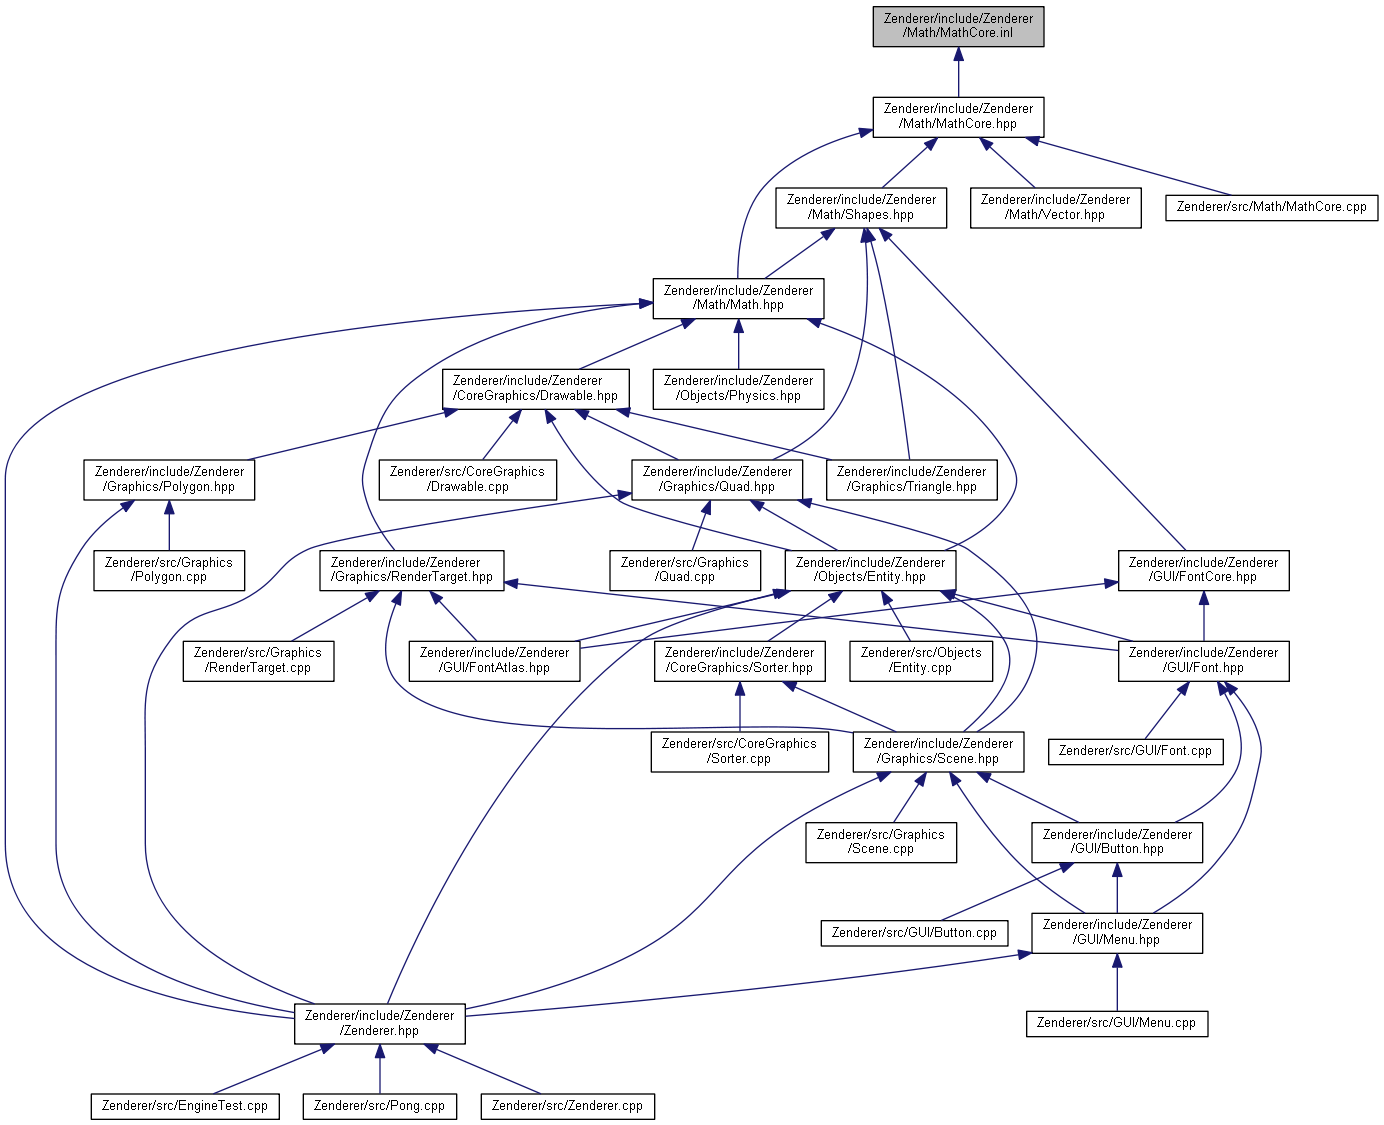 Zenderer/include/Zenderer
/Math/MathCore.inl
Zenderer/include/Zenderer
/Math/MathCore.hpp
Zenderer/include/Zenderer
/Math/Shapes.hpp
Zenderer/include/Zenderer
/Math/Vector.hpp
Zenderer/src/Math/MathCore.cpp
Zenderer/include/Zenderer
/Math/Math.hpp
Zenderer/include/Zenderer
/CoreGraphics/Drawable.hpp
Zenderer/include/Zenderer
/Objects/Physics.hpp
Zenderer/include/Zenderer
/Graphics/Polygon.hpp
Zenderer/src/CoreGraphics
/Drawable.cpp
Zenderer/include/Zenderer
/Graphics/Quad.hpp
Zenderer/include/Zenderer
/Graphics/Triangle.hpp
Zenderer/src/Graphics
/Polygon.cpp
Zenderer/include/Zenderer
/Graphics/RenderTarget.hpp
Zenderer/src/Graphics
/Quad.cpp
Zenderer/include/Zenderer
/Objects/Entity.hpp
Zenderer/include/Zenderer
/GUI/FontCore.hpp
Zenderer/src/Graphics
/RenderTarget.cpp
Zenderer/include/Zenderer
/GUI/FontAtlas.hpp
Zenderer/include/Zenderer
/CoreGraphics/Sorter.hpp
Zenderer/src/Objects
/Entity.cpp
Zenderer/include/Zenderer
/GUI/Font.hpp
Zenderer/src/CoreGraphics
/Sorter.cpp
Zenderer/include/Zenderer
/Graphics/Scene.hpp
Zenderer/src/GUI/Font.cpp
Zenderer/src/Graphics
/Scene.cpp
Zenderer/include/Zenderer
/GUI/Button.hpp
Zenderer/src/GUI/Button.cpp
Zenderer/include/Zenderer
/GUI/Menu.hpp
Zenderer/include/Zenderer
/Zenderer.hpp
Zenderer/src/GUI/Menu.cpp
Zenderer/src/EngineTest.cpp
Zenderer/src/Pong.cpp
Zenderer/src/Zenderer.cpp